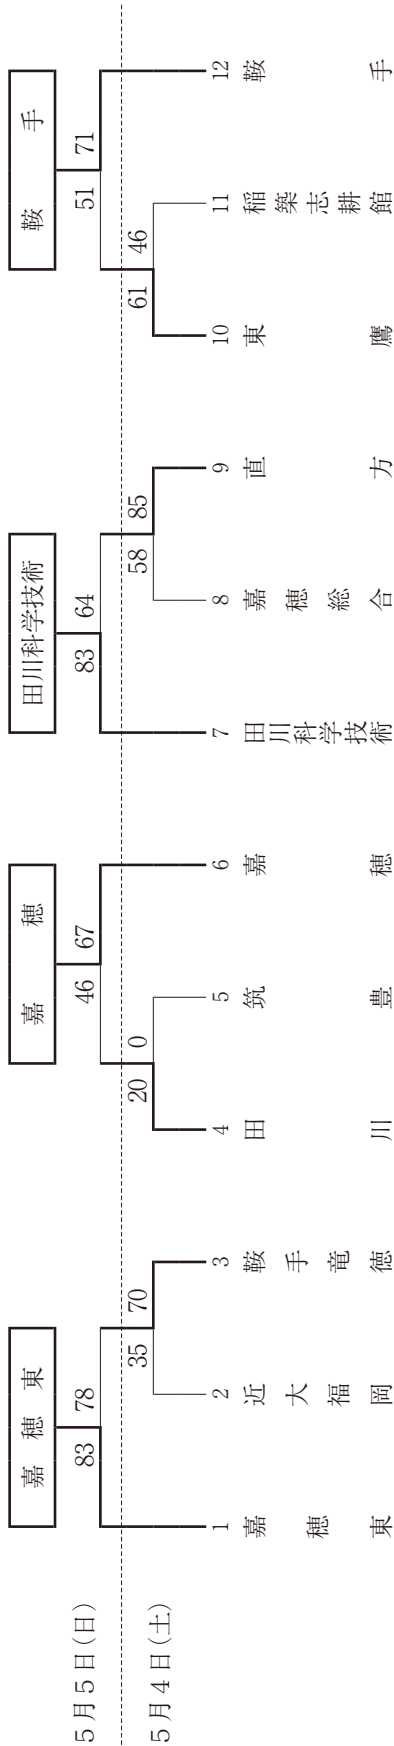 嘉穂東
嘉穂
田川科学技術
鞍手
5月5日(日)
83 78
46 67
83 64
51 71
5月4日(土)
35 70
20 0
58 85
61 46
1 嘉穂東
2 近大福岡
3 鞍手竜徳
4 田川
5 筑豊
6 嘉穂
7 田川科学技術
8 嘉穂総合
9 直方
10 東鷹
11 稲築志耕館
12 鞍手